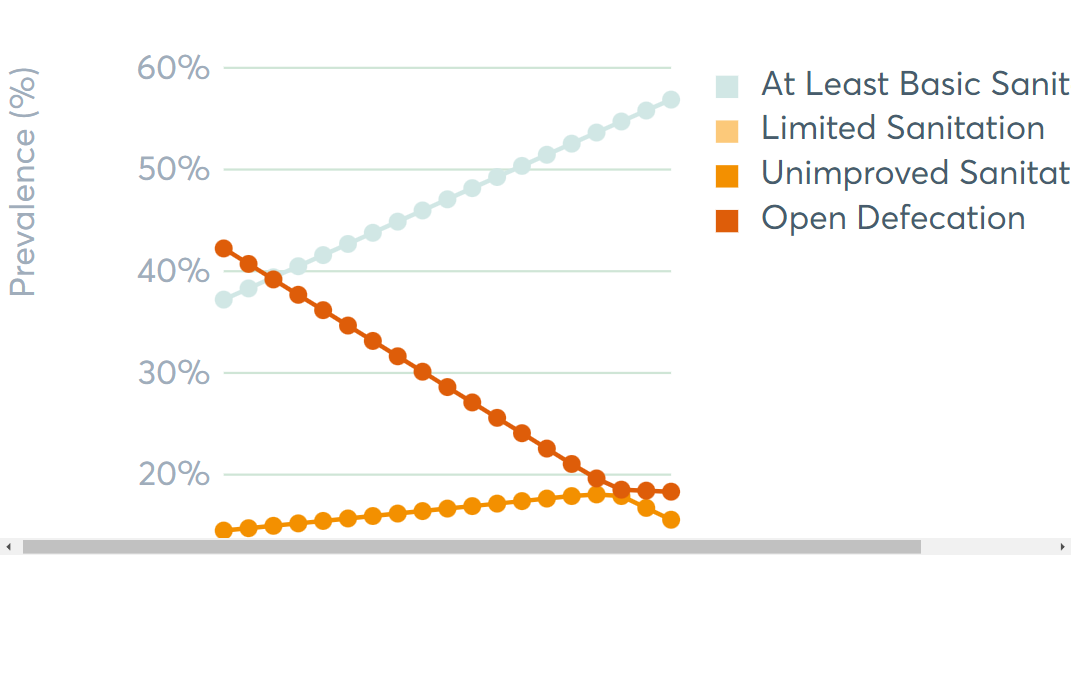 Prevalence (%)
60%
50%
40%
30%
20%
At Least Basic Sanit
Limited Sanitation
Unimproved Sanitat
Open Defecation